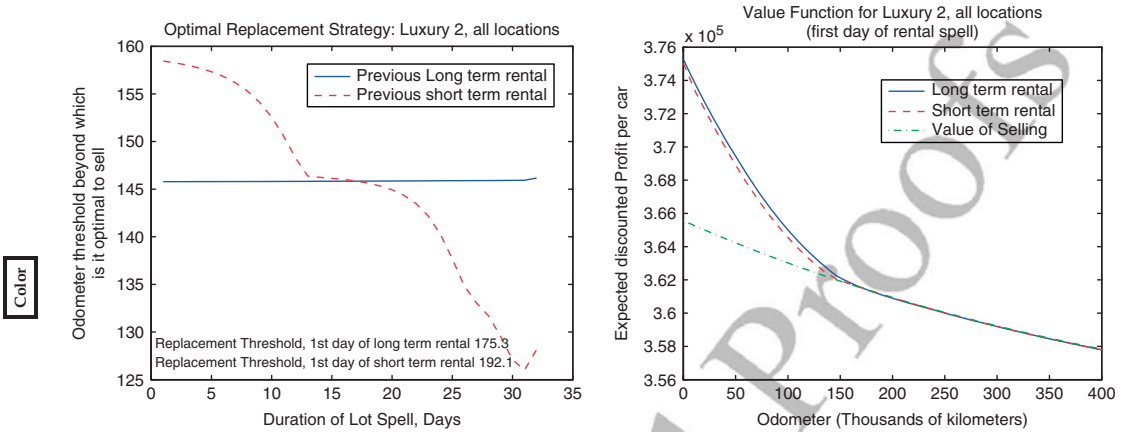 Optimal Replacement Strategy: Luxury 2, all locations
160
155
150
145
140
135
130
125
Odometer threshold beyond which
is it optimal to sell
Previous Long term rental
Previous short term rental
Replacement Threshold, 1st day of long term rental 175.3
Replacement Threshold, 1st day of short term rental 192.1
0 5 10 15 20 25 30 35
Duration of Lot Spell, Days
Value Function for Luxury 2, all locations
(first day of rental spell)
x 10⁵
3.76
3.74
3.72
3.7
3.68
3.66
3.64
3.62
3.6
3.58
3.56
Expected discounted Profit per car
Long term rental
Short term rental
Value of Selling
0 50 100 150 200 250 300 350 400
Odometer (Thousands of kilometers)
Color
Proofs